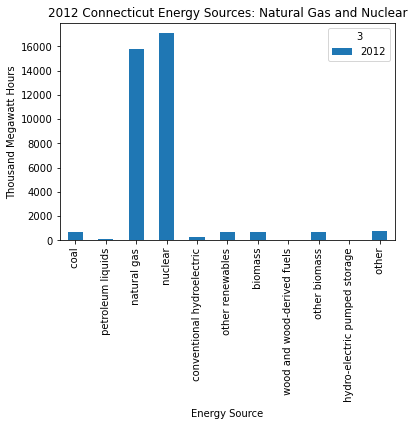 2012 Connecticut Energy Sources: Natural Gas and Nuclear
3
2012
Thousand Megawatt Hours
16000
14000
12000
10000
8000
6000
4000
2000
0
coal
petroleum liquids
natural gas
nuclear
conventional hydroelectric
other renewables
biomass
wood and wood-derived fuels
other biomass
hydro-electric pumped storage
other
Energy Source